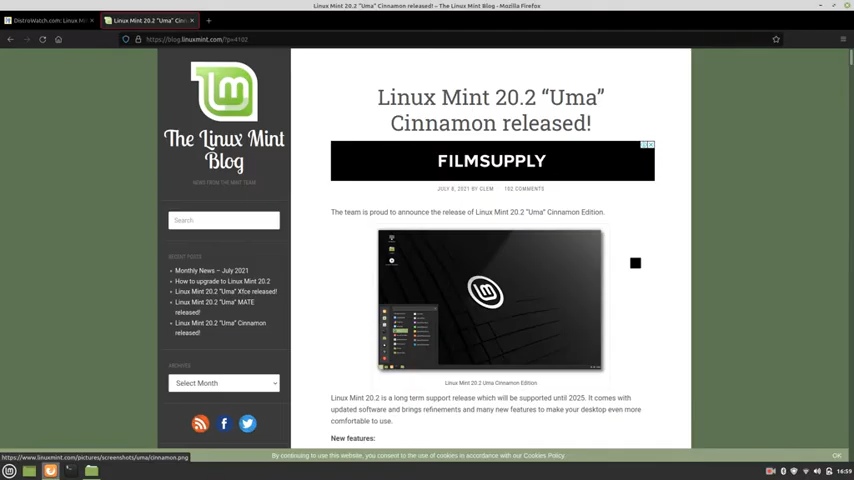 Linux Mint 20.2 "Uma" Cinnamon released! – The Linux Mint Blog - Mozilla Firefox
DistroWatch.com: Linux Mi
Linux Mint 20.2 "Uma" Cinn
https://blog.linuxmint.com/?p=4102
The Linux Mint
Blog
NEWS FROM THE MINT TEAM
Search
RECENT POSTS
Monthly News – July 2021
How to upgrade to Linux Mint 20.2
Linux Mint 20.2 "Uma" Xfce released!
Linux Mint 20.2 "Uma" MATE
released!
Linux Mint 20.2 "Uma" Cinnamon
released!
ARCHIVES
Select Month
Linux Mint 20.2 "Uma"
Cinnamon released!
FILMSUPPLY
JULY 8, 2021 BY CLEM 162 COMMENTS
The team is proud to announce the release of Linux Mint 20.2 "Uma" Cinnamon Edition.
Linux Mint 20.2 Uma Cinnamon Edition
Linux Mint 20.2 is a long term support release which will be supported until 2025. It comes with
updated software and brings refinements and many new features to make your desktop even more
comfortable to use.
New features:
By continuing to use this website, you consent to the use of cookies in accordance with our Cookies Policy.
OK
https://www.linuxmint.com/pictures/screenshots/uma/cinnamon.png
16:59